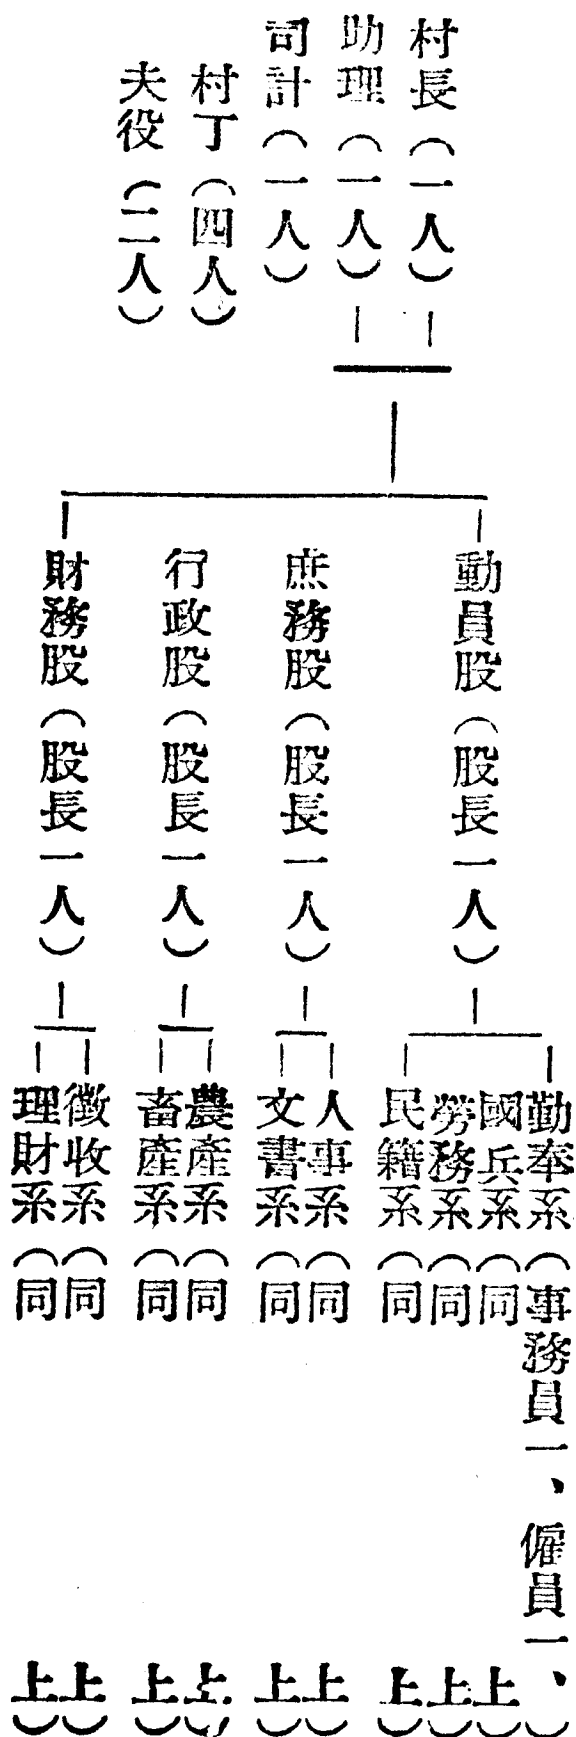 村長（一人）
助理（一人）
司計（一人）
村丁（四人）
夫役（二人）
動員股（股長一人）
勤奉系（事務員一、僱員一、）
國兵系（同上）
勞務系（同上）
民籍系（同上）
庶務股（股長一人）
人事系（同上）
文書系（同上）
行政股（股長一人）
農產系（同上）
畜產系（同上）
財務股（股長一人）
徵收系（同上）
理財系（同上）